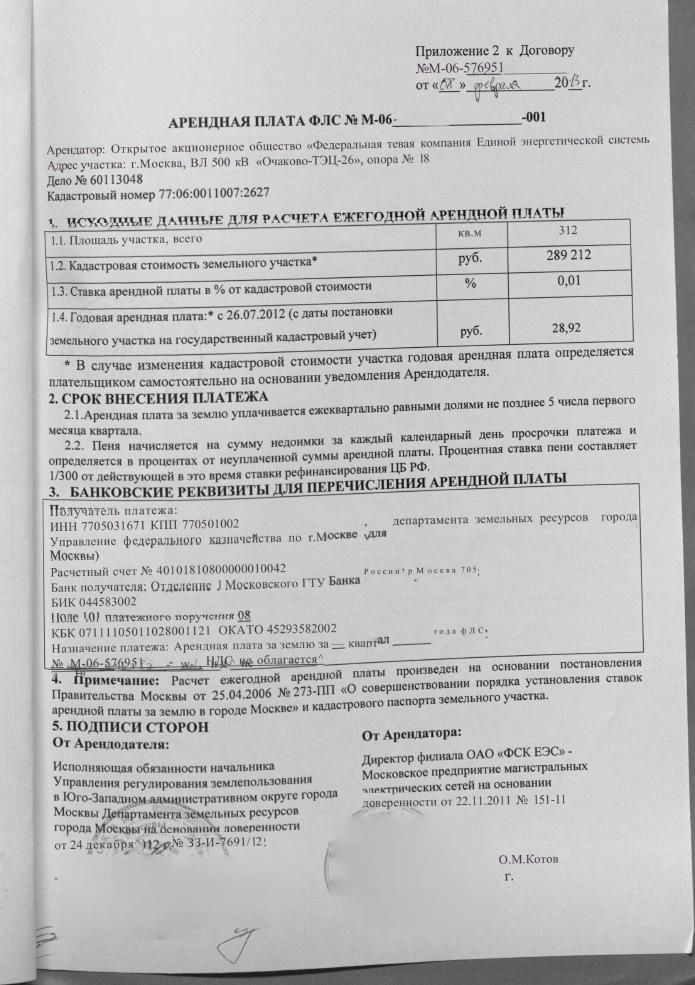 Приложение 2 к Договору
№М-06-576951
от «08» февраля 2013г.
АРЕНДНАЯ ПЛАТА ФЛС № М-06-__________-001
Арендатор: Открытое акционерное общество «Федеральная тевая компания Единой энергетической системь
Адрес участка: г.Москва, ВЛ 500 кВ «Очаково-ТЭЦ-26», опора № 18
Дело № 60113048
Кадастровый номер 77:06:0011007:2627
1. ИСХОДНЫЕ ДАННЫЕ ДЛЯ РАСЧЕТА ЕЖЕГОДНОЙ АРЕНДНОЙ ПЛАТЫ
1.1. Площадь участка, всего кв.м 312
1.2. Кадастровая стоимость земельного участка* руб. 289 212
1.3. Ставка арендной платы в % от кадастровой стоимости % 0,01
1.4. Годовая арендная плата:* с 26.07.2012 (с даты постановки
земельного участка на государственный кадастровый учет) руб. 28,92
* В случае изменения кадастровой стоимости участка годовая арендная плата определяется
плательщиком самостоятельно на основании уведомления Арендодателя.
2. СРОК ВНЕСЕНИЯ ПЛАТЕЖА
2.1.Арендная плата за землю уплачивается ежеквартально равными долями не позднее 5 числа первого
месяца квартала.
2.2. Пеня начисляется на сумму недоимки за каждый календарный день просрочки платежа и
определяется в процентах от неуплаченной суммы арендной платы. Процентная ставка пени составляет
1/300 от действующей в это время ставки рефинансирования ЦБ РФ.
3. БАНКОВСКИЕ РЕКВИЗИТЫ ДЛЯ ПЕРЕЧИСЛЕНИЯ АРЕНДНОЙ ПЛАТЫ
Получатель платежа:
ИНН 7705031671 КПП 770501002 , департамента земельных ресурсов города
Управление федерального казначейства по г.Москве ,для
Москвы)
Расчетный счет № 40101810800000010042 России'р Москва 705;
Банк получателя: Отделение J Московского ГТУ Банка
БИК 044583002
Поле 101 платежного поручения 08
КБК 07111105011028001121 ОКАТО 45293582002
Назначение платежа: Арендная плата за землю за __ квартал ______ года фЛС;
№ М-06-576951 НДС не облагается^
4. Примечание: Расчет ежегодной арендной платы произведен на основании постановления
Правительства Москвы от 25.04.2006 № 273-ПП «О совершенствовании порядка установления ставок
арендной платы за землю в городе Москве» и кадастрового паспорта земельного участка.
5. ПОДПИСИ СТОРОН
От Арендодателя:
Исполняющая обязанности начальника
Управления регулирования землепользования
в Юго-Западном административном округе города
Москвы Департамента земельных ресурсов
города Москвы на основании доверенности
от 24 декабря № 33-И-7691/12
От Арендатора:
Директор филиала ОАО «ФСК ЕЭС» -
Московское предприятие магистральных
электрических сетей на основании
доверенности от 22.11.2011 № 151-11
О.М.Котов
г.